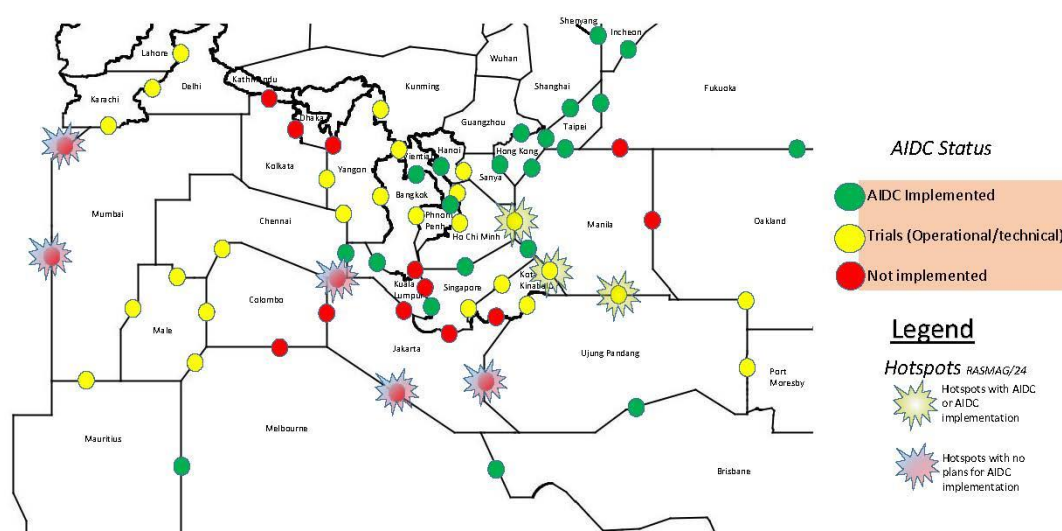 Shenyang
Incheon
Lahore
Wuhan
Delhi
Kathmandu
Kunming
Shanghai
Fukuoka
Karachi
Dhaka
Guangzhou
Taipei
Hanoi
Hong Kong
Kolkata
Yangon
Sanya
Bangkok
Mumbai
Chennai
Phnom
Penh
Manila
Oakland
Ho Chi Minh
Kuala
Lumpur
Singapore
Kinabalu
Colombo
Male
Jakarta
Ujung Pandang
Port
Moresby
Mauritius
Melbourne
Brisbane
AIDC Status
AIDC Implemented
Trials (Operational/technical)
Not implemented
Legend
Hotspots RASMAG/24
Hotspots with AIDC
or AIDC
implementation
Hotspots with no
plans for AIDC
implementation